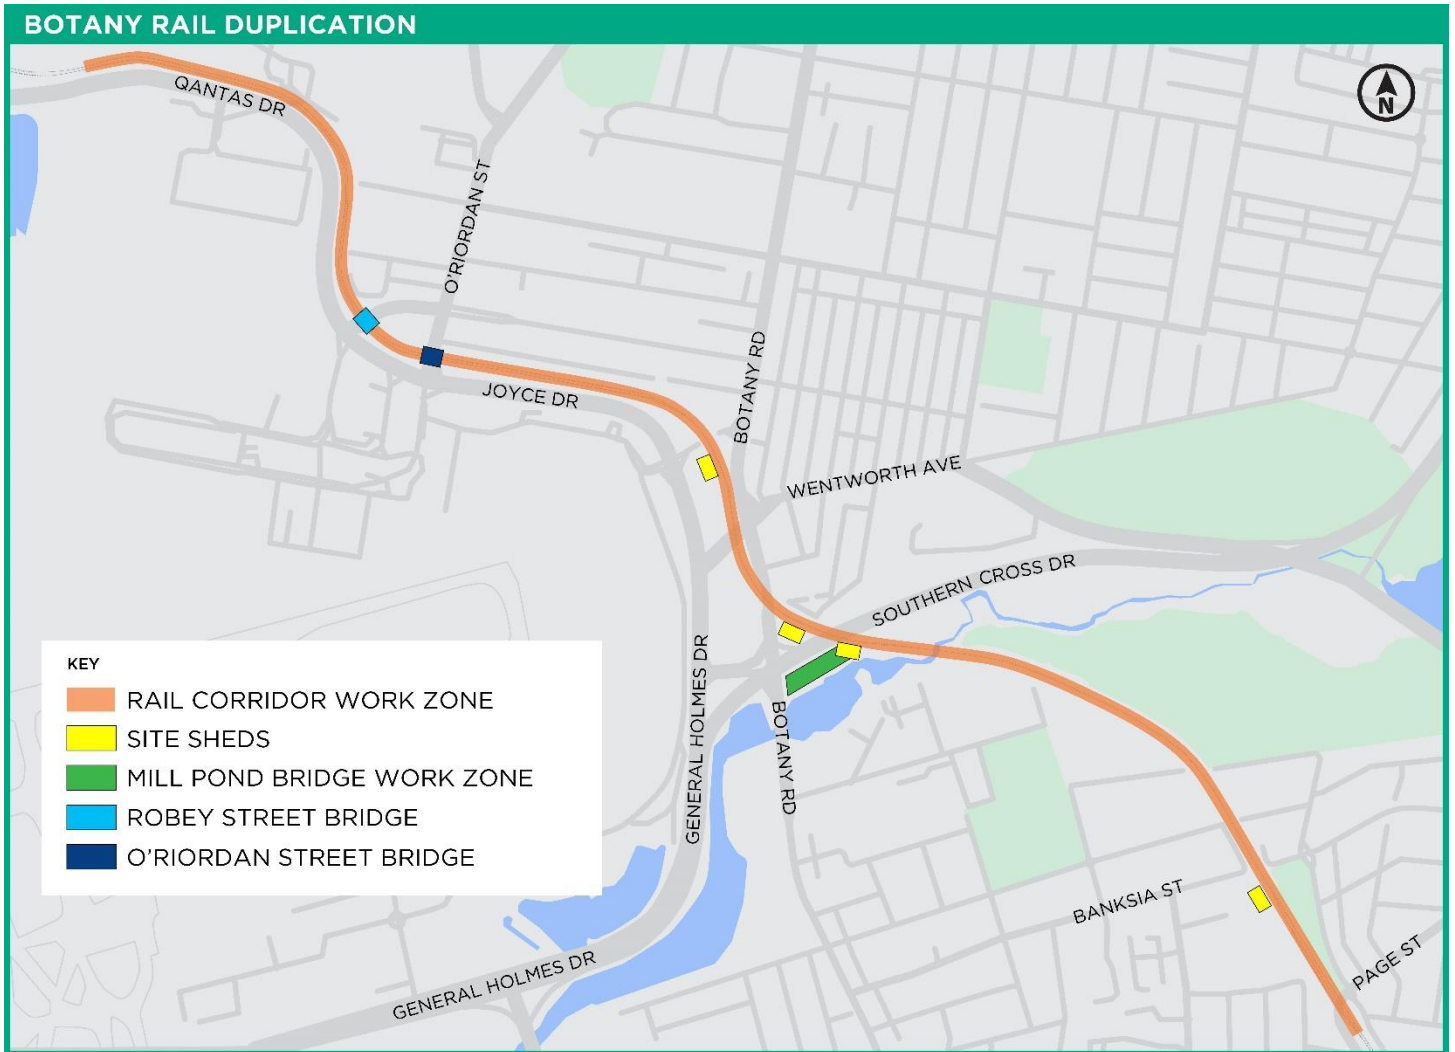 BOTANY RAIL DUPLICATION
N
QANTAS DR
O'RIORDAN ST
BOTANY RD
JOYCE DR
WENTWORTH AVE
SOUTHERN CROSS DR
GENERAL HOLMES DR
BOTANY RD
KEY
RAIL CORRIDOR WORK ZONE
SITE SHEDS
MILL POND BRIDGE WORK ZONE
ROBEY STREET BRIDGE
O'RIORDAN STREET BRIDGE
BANKSIA ST
PAGE ST
GENERAL HOLMES DR